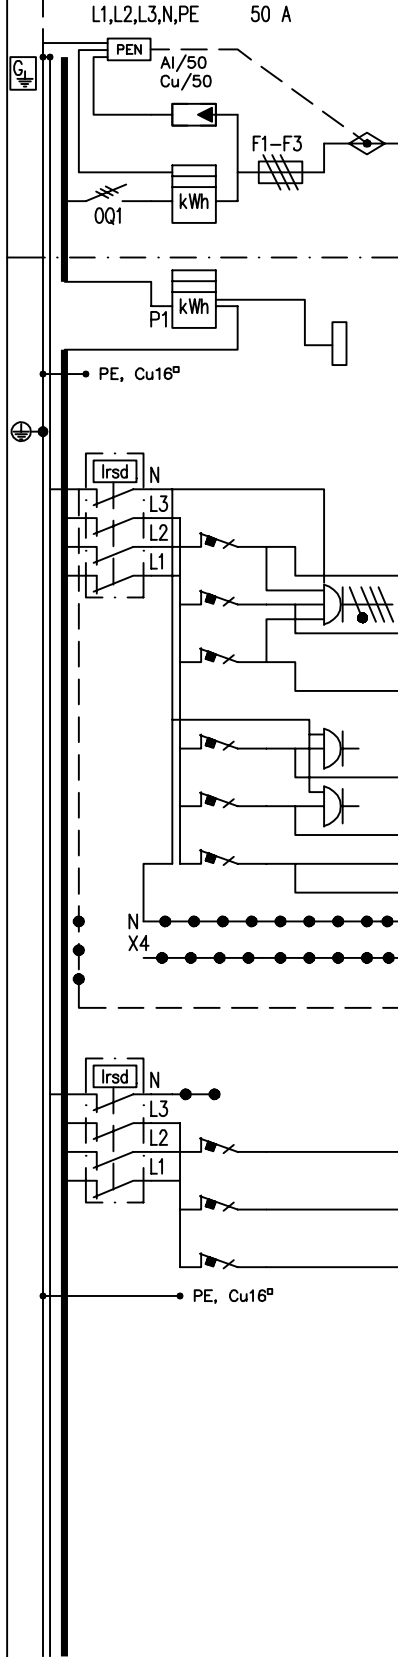 L1,L2,L3,N,PE 50 A
PEN
G
Al/50
Cu/50
F1-F3
kWh
0Q1
kWh
P1
PE, Cu16¤
Irsd N
L3
L2
L1
N
X4
Irsd N
L3
L2
L1
PE, Cu16¤